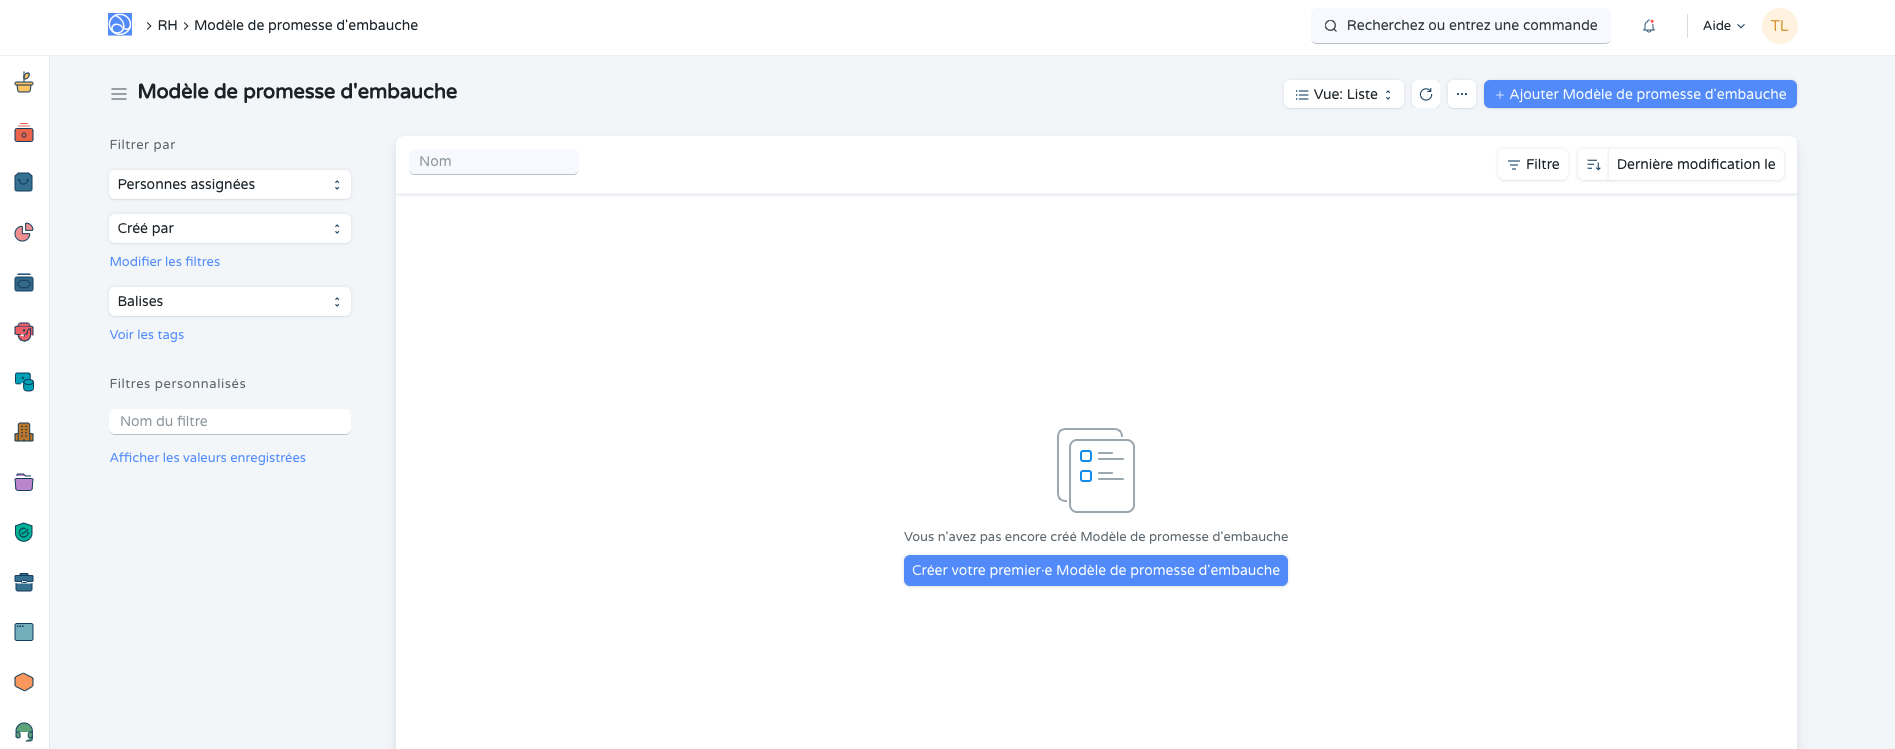 > RH > Modèle de promesse d'embauche
Recherchez ou entrez une commande
Aide
TL
Modèle de promesse d'embauche
Vue: Liste
+ Ajouter Modèle de promesse d'embauche
Filtrer par
Personnes assignées
Créé par
Modifier les filtres
Balises
Voir les tags
Filtres personnalisés
Nom du filtre
Afficher les valeurs enregistrées
Nom
Filtre
Dernière modification le
Vous n'avez pas encore créé Modèle de promesse d'embauche
Créer votre premier·e Modèle de promesse d'embauche